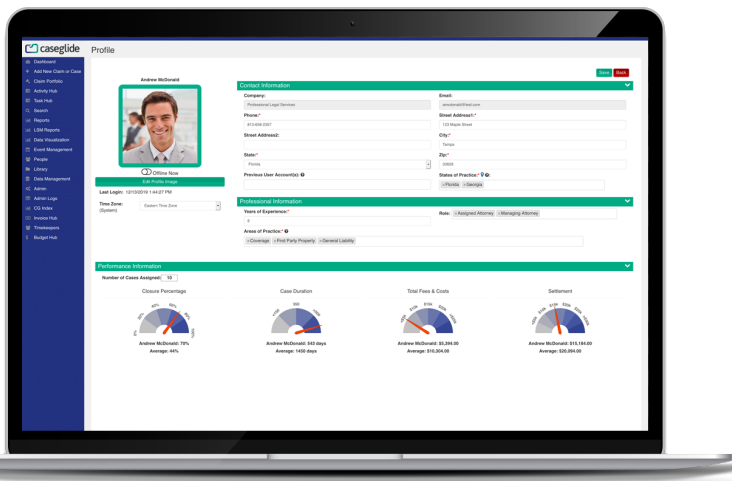 caseglide
Profile
Dashboard
Add New Claim or Case
Claim Portfolio
Activity Hub
Task Hub
Search
Reports
LSM Reports
Data Visualization
Event Management
People
Library
Data Management
Admin
Admin Logs
CG Index
Invoice Hub
Timekeepers
Budget Hub
Andrew McDonald
Offline Now
Edit Profile Image
Last Login: 12/13/2019 1:44:27 PM
Time Zone: Eastern Time Zone
(System)
Save Back
Contact Information
Company: Email:
Professional Legal Services
Phone:* Street Address1:*
123 Maple Street
Street Address2: City:*
Tampa
State:* Zip:*
Florida
Previous User Account(s): States of Practice:*
×Florida ×Georgia
Professional Information
Years of Experience:* Role: ×Assigned Attorney ×Managing Attorney
Areas of Practice:*
×Coverage ×First Party Property ×General Liability
Performance Information
Number of Cases Assigned: 10
Closure Percentage Case Duration Total Fees & Costs Settlement
Andrew McDonald: 70% Andrew McDonald: 543 days Andrew McDonald: $5,394.00 Andrew McDonald: $15,184.00
Average: 44% Average: 1450 days Average: $10,304.00 Average: $20,094.00